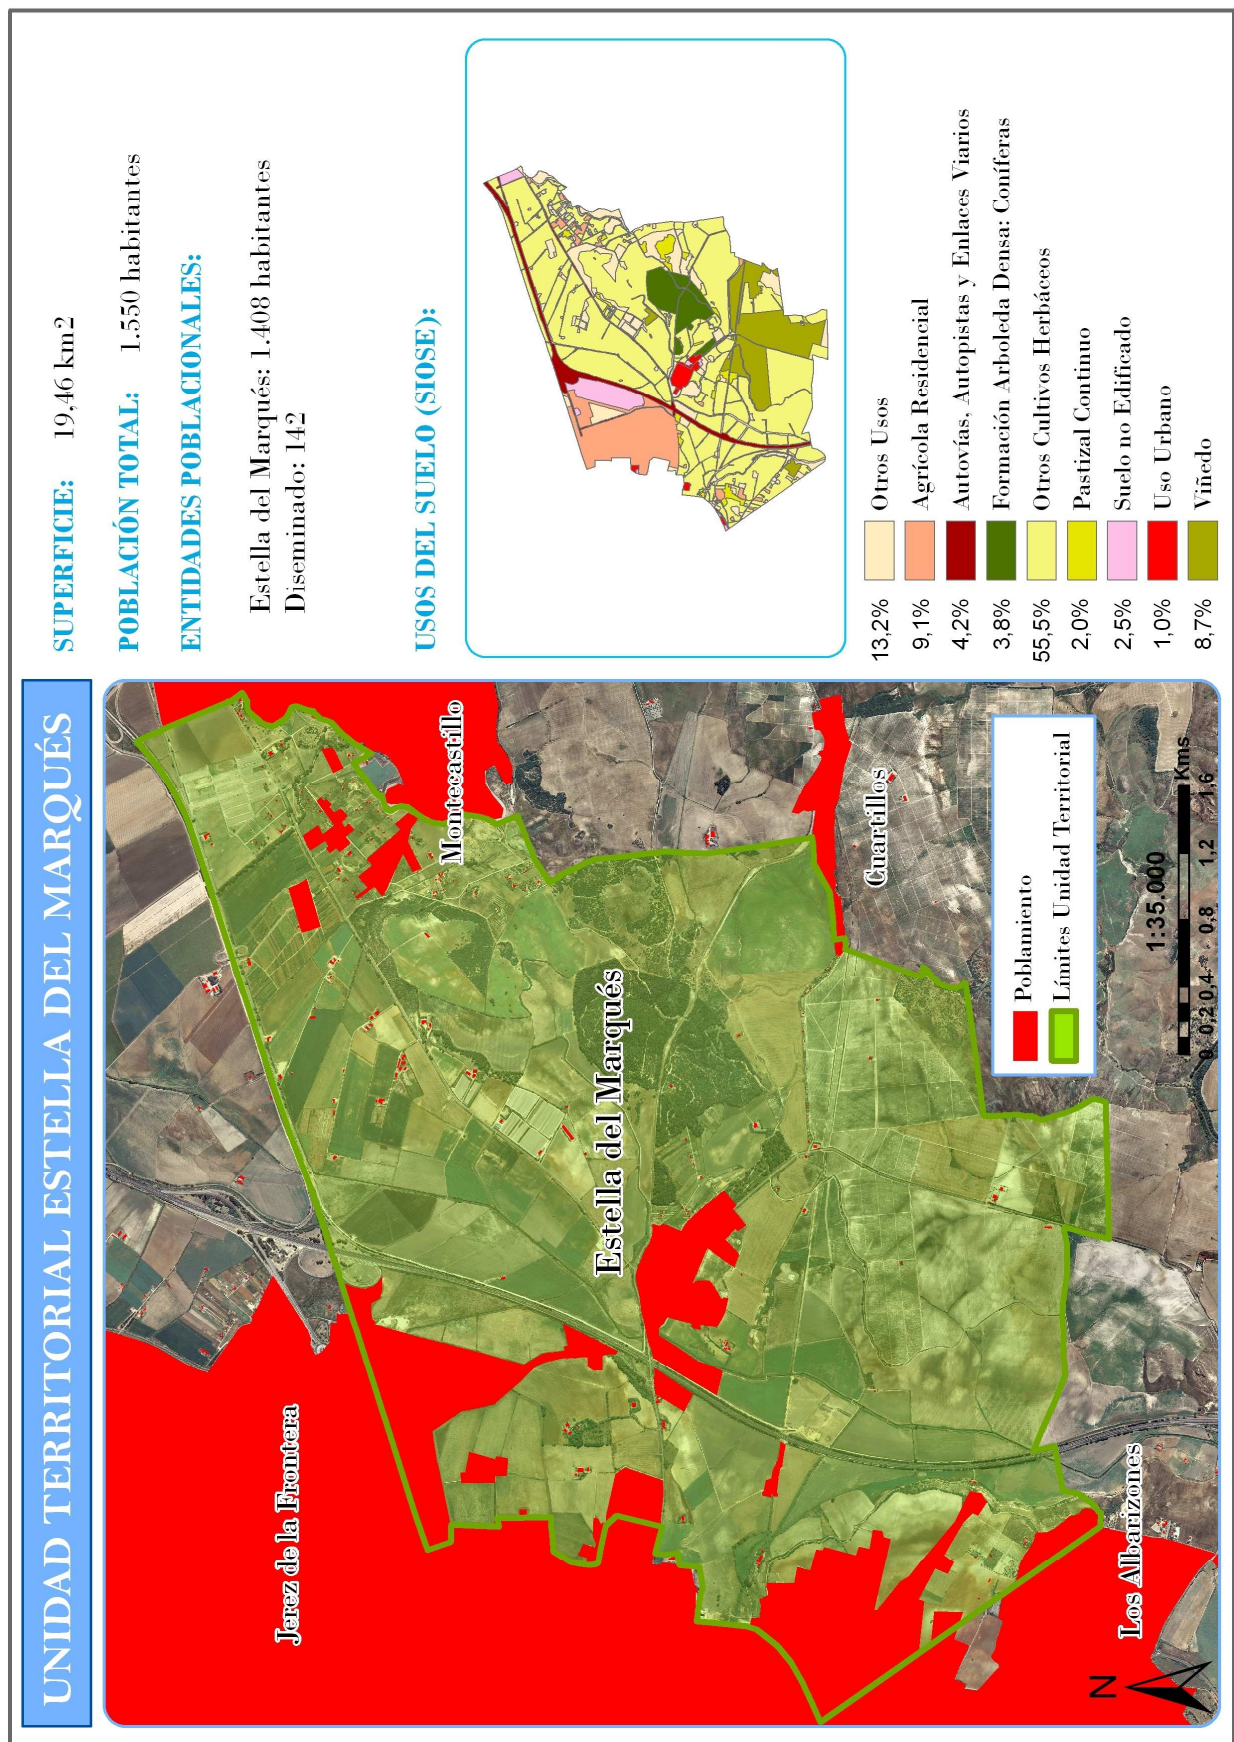 UNIDAD TERRITORIAL ESTELLA DEL MARQUÉS
SUPERFICIE: 19,46 km2
POBLACIÓN TOTAL: 1.550 habitantes
ENTIDADES POBLACIONALES:
Estella del Marqués: 1.408 habitantes
Diseminado: 142
USOS DEL SUELO (SIOSE):
13,2% Otros Usos
9,1% Agrícola Residencial
4,2% Autovías, Autopistas y Enlaces Viarios
3,8% Formación Arboleda Densa: Coníferas
55,5% Otros Cultivos Herbáceos
2,0% Pastizal Continuo
2,5% Suelo no Edificado
1,0% Uso Urbano
8,7% Viñedo
Jerez de la Frontera
Montecastillo
Estella del Marqués
Cuartillos
Los Albarizones
Poblamiento
Límites Unidad Territorial
1:35.000
0 0,2 0,4 0,8 1,2 1,6
Kms
N